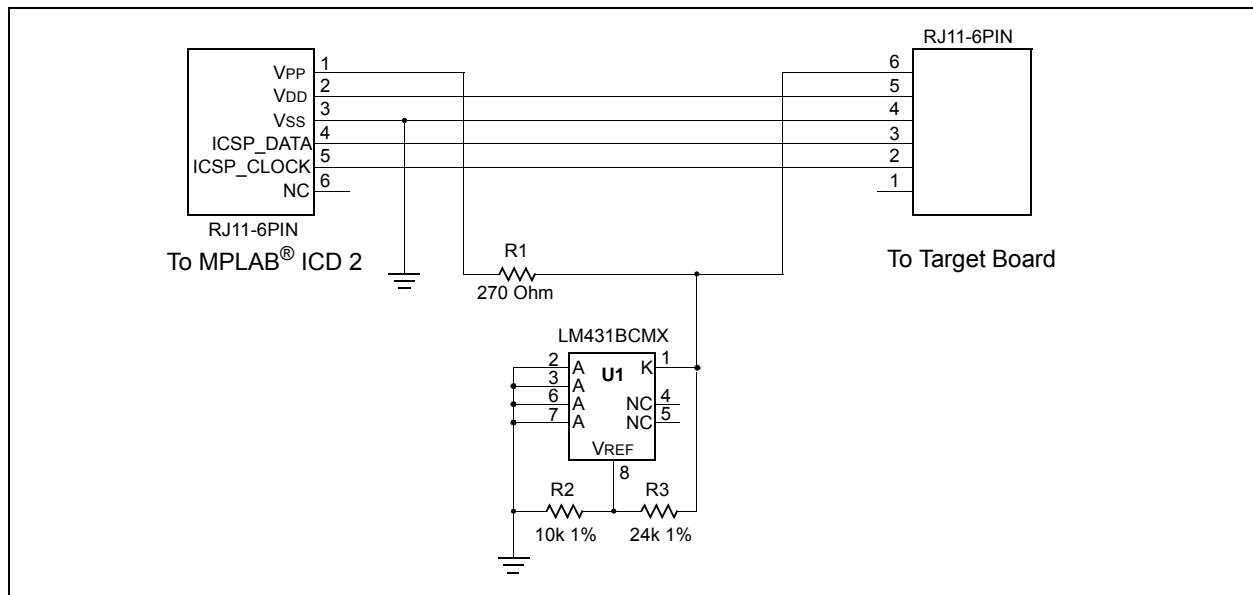 RJ11-6PIN
VPP 1
VDD 2
VSS 3
ICSP_DATA 4
ICSP_CLOCK 5
NC 6
RJ11-6PIN
To MPLAB® ICD 2
6
5
4
3
2
1
To Target Board
R1
270 Ohm
LM431BCMX
2 A
3 A
6 A
7 A
U1
K 1
NC 4
NC 5
VREF
8
R2
10k 1%
R3
24k 1%